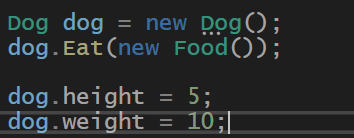 Dog dog = new Dog();
dog.Eat(new Food());
dog.height = 5;
dog.weight = 10;